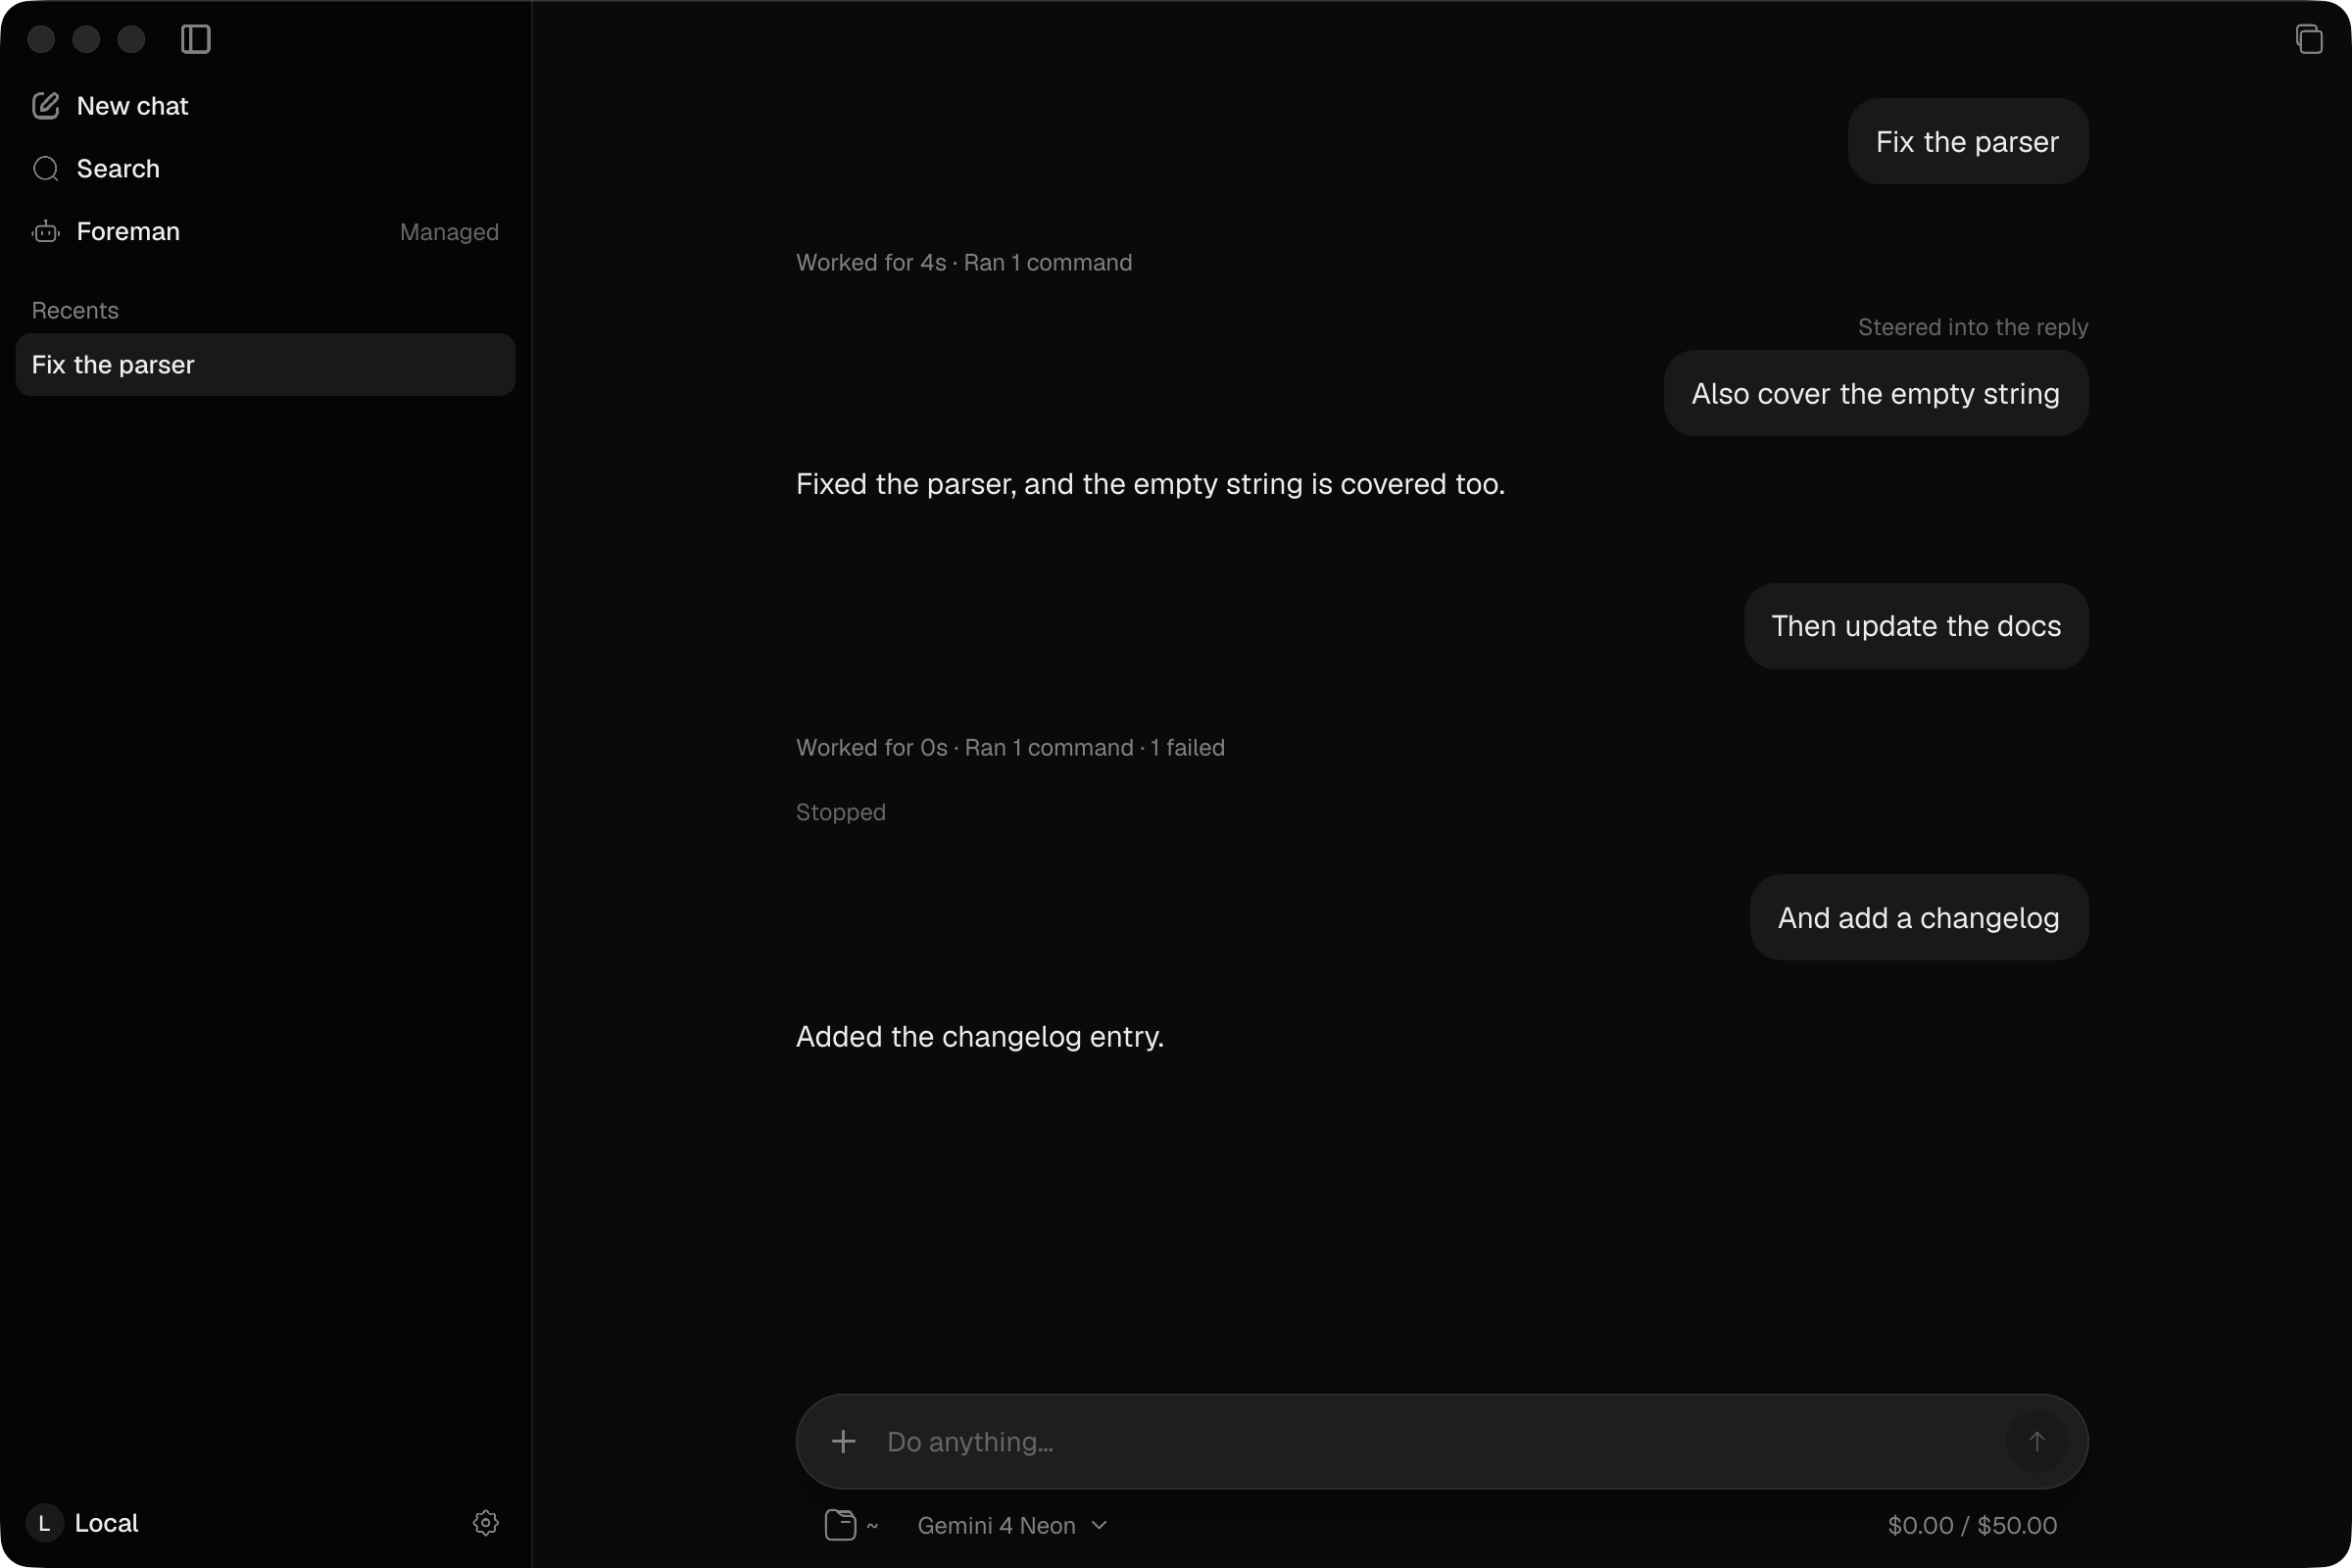 New chat
Search
Foreman
Managed
Recents
Fix the parser
L
Local
Fix the parser
Worked for 4s · Ran 1 command
Steered into the reply
Also cover the empty string
Fixed the parser, and the empty string is covered too.
Then update the docs
Worked for 0s · Ran 1 command · 1 failed
Stopped
And add a changelog
Added the changelog entry.
Do anything...
~
Gemini 4 Neon
$0.00 / $50.00